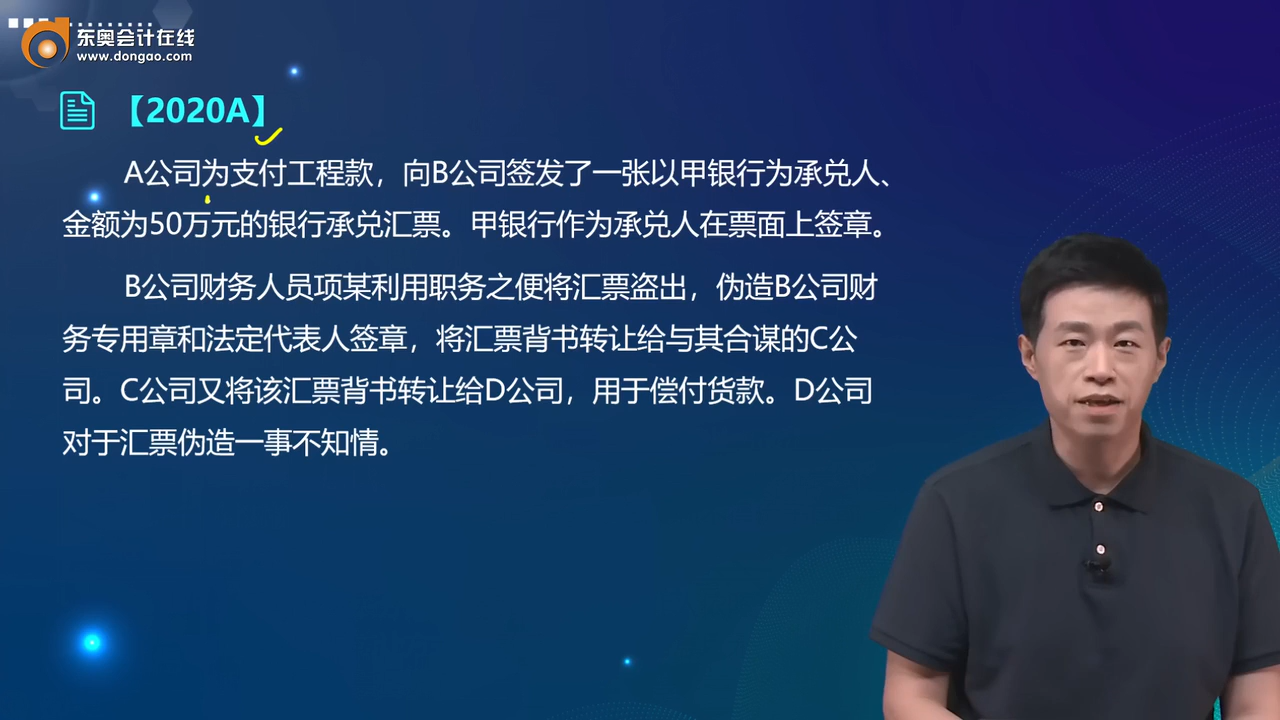 东奥会计在线
www.dongao.com
【2020A】
A公司为支付工程款，向B公司签发了一张以甲银行为承兑人、
金额为50万元的银行承兑汇票。甲银行作为承兑人在票面上签章。
B公司财务人员项某利用职务之便将汇票盗出，伪造B公司财
务专用章和法定代表人签章，将汇票背书转让给与其合谋的C公
司。C公司又将该汇票背书转让给D公司，用于偿付货款。D公司
对于汇票伪造一事不知情。